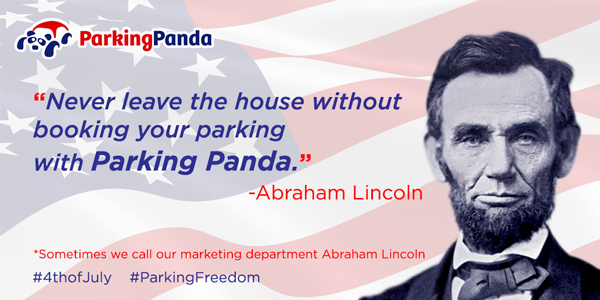 ParkingPanda
“Never leave the house without
booking your parking
with Parking Panda.”
-Abraham Lincoln
*Sometimes we call our marketing department Abraham Lincoln
#4thofJuly #ParkingFreedom